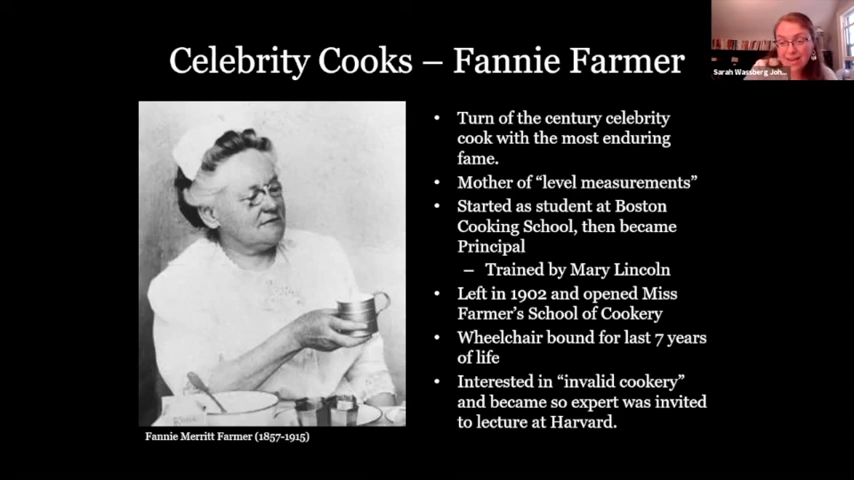 Celebrity Cooks – Fannie Farmer
Sarah Wassberg Joh...
• Turn of the century celebrity
cook with the most enduring
fame.
• Mother of “level measurements”
• Started as student at Boston
Cooking School, then became
Principal
– Trained by Mary Lincoln
• Left in 1902 and opened Miss
Farmer’s School of Cookery
• Wheelchair bound for last 7 years
of life
• Interested in “invalid cookery”
and became so expert was invited
to lecture at Harvard.
Fannie Merritt Farmer (1857-1915)